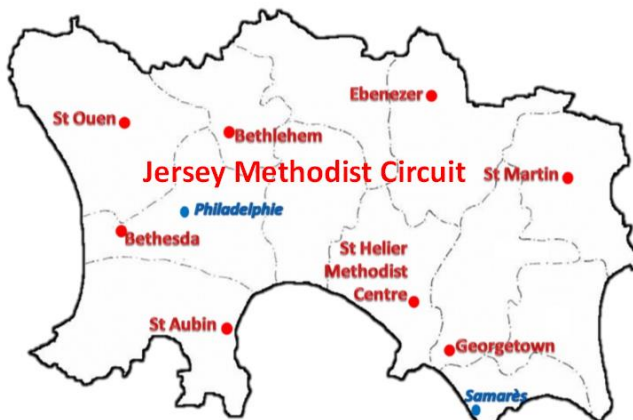 Ebenezer
St Ouen
Bethlehem
Jersey Methodist Circuit
St Martin
Philadelphie
Bethesda
St Helier
Methodist
Centre
St Aubin
Georgetown
Samarès